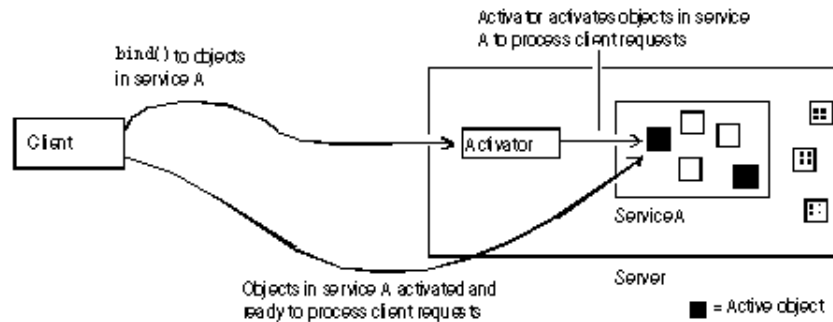 Activator activates objects in service
A to process client requests
bind() to objects
in service A
Client
Activator
Service A
Server
Objects in service A activated and
ready to process client requests
= Active object